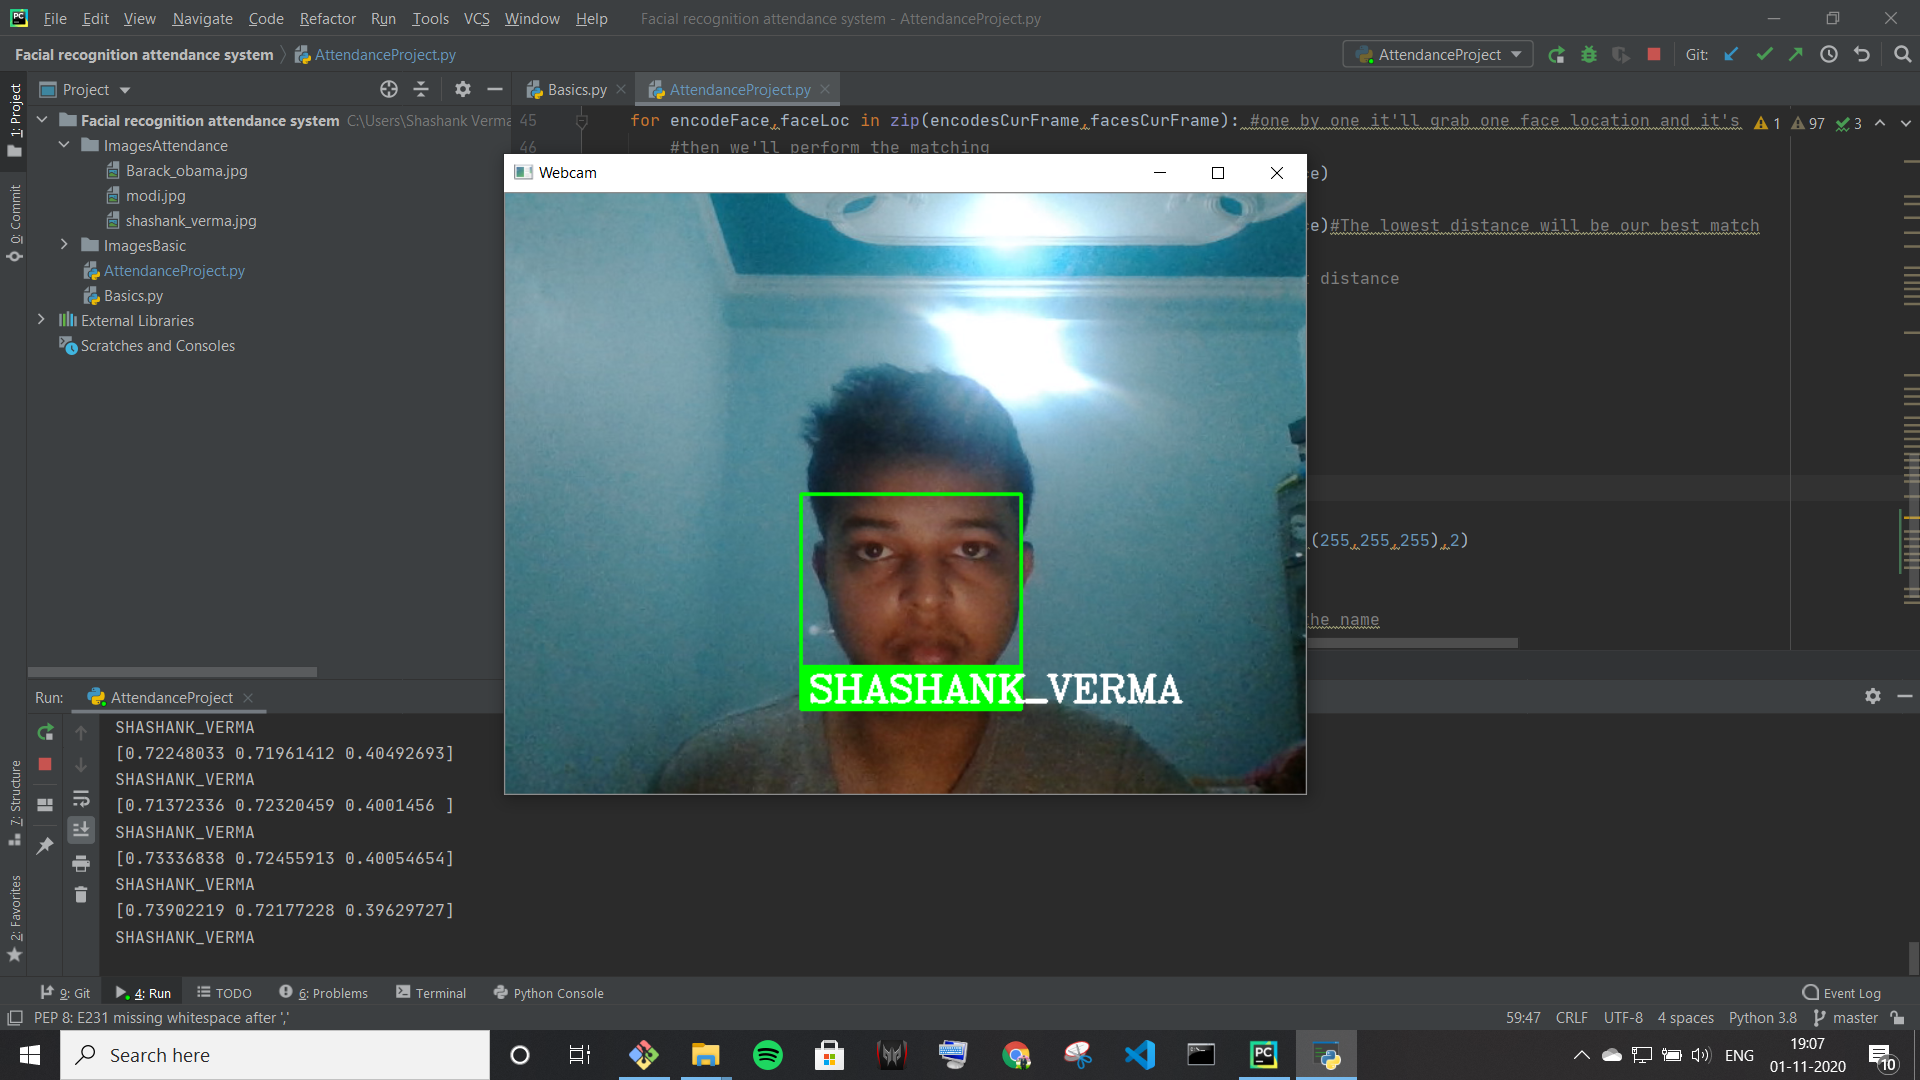 File Edit View Navigate Code Refactor Run Tools VCS Window Help Facial recognition attendance system - AttendanceProject.py
Facial recognition attendance system AttendanceProject.py AttendanceProject Git:
1: Project
0: Commit
7: Structure
2: Favorites
Project
Facial recognition attendance system C:\Users\Shashank Verma
ImagesAttendance
Barack_obama.jpg
modi.jpg
shashank_verma.jpg
ImagesBasic
AttendanceProject.py
Basics.py
External Libraries
Scratches and Consoles
Basics.py AttendanceProject.py
45 for encodeFace,faceLoc in zip(encodesCurFrame,facesCurFrame): #one by one it'll grab one face location and it's 1 97 3
46 #then we'll perform the matching
Webcam
e)
e)#The lowest distance will be our best match
distance
(255,255,255),2)
the name
SHASHANK_VERMA
Run: AttendanceProject
SHASHANK_VERMA
[0.72248033 0.71961412 0.40492693]
SHASHANK_VERMA
[0.71372336 0.72320459 0.4001456 ]
SHASHANK_VERMA
[0.73336838 0.72455913 0.40054654]
SHASHANK_VERMA
[0.73902219 0.72177228 0.39629727]
SHASHANK_VERMA
9: Git 4: Run TODO 6: Problems Terminal Python Console Event Log
PEP 8: E231 missing whitespace after ',' 59:47 CRLF UTF-8 4 spaces Python 3.8 master
Search here PC ENG 19:07
01-11-2020 10